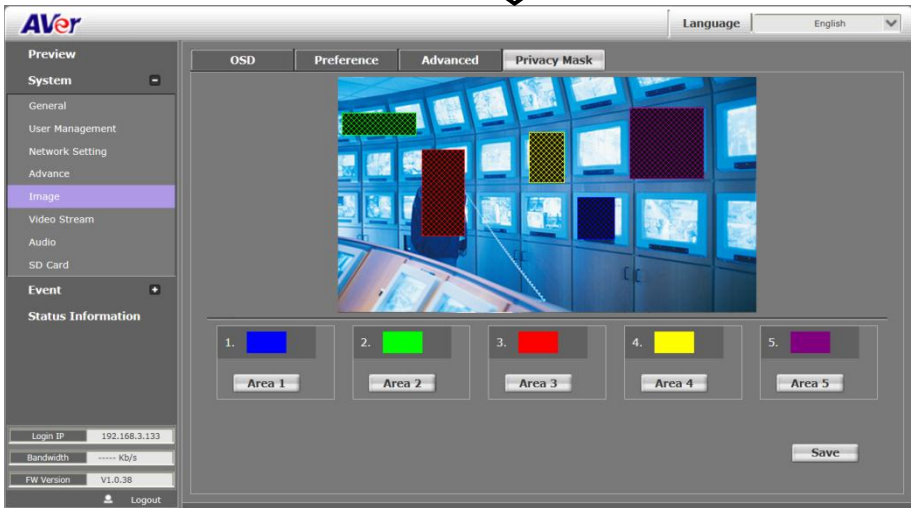 AVer
Language English
Preview
System
General
User Management
Network Setting
Advance
Image
Video Stream
Audio
SD Card
Event
Status Information
Login IP 192.168.3.133
Bandwidth ----- Kb/s
FW Version V1.0.38
Logout
OSD Preference Advanced Privacy Mask
1. 2. 3. 4. 5.
Area 1 Area 2 Area 3 Area 4 Area 5
Save